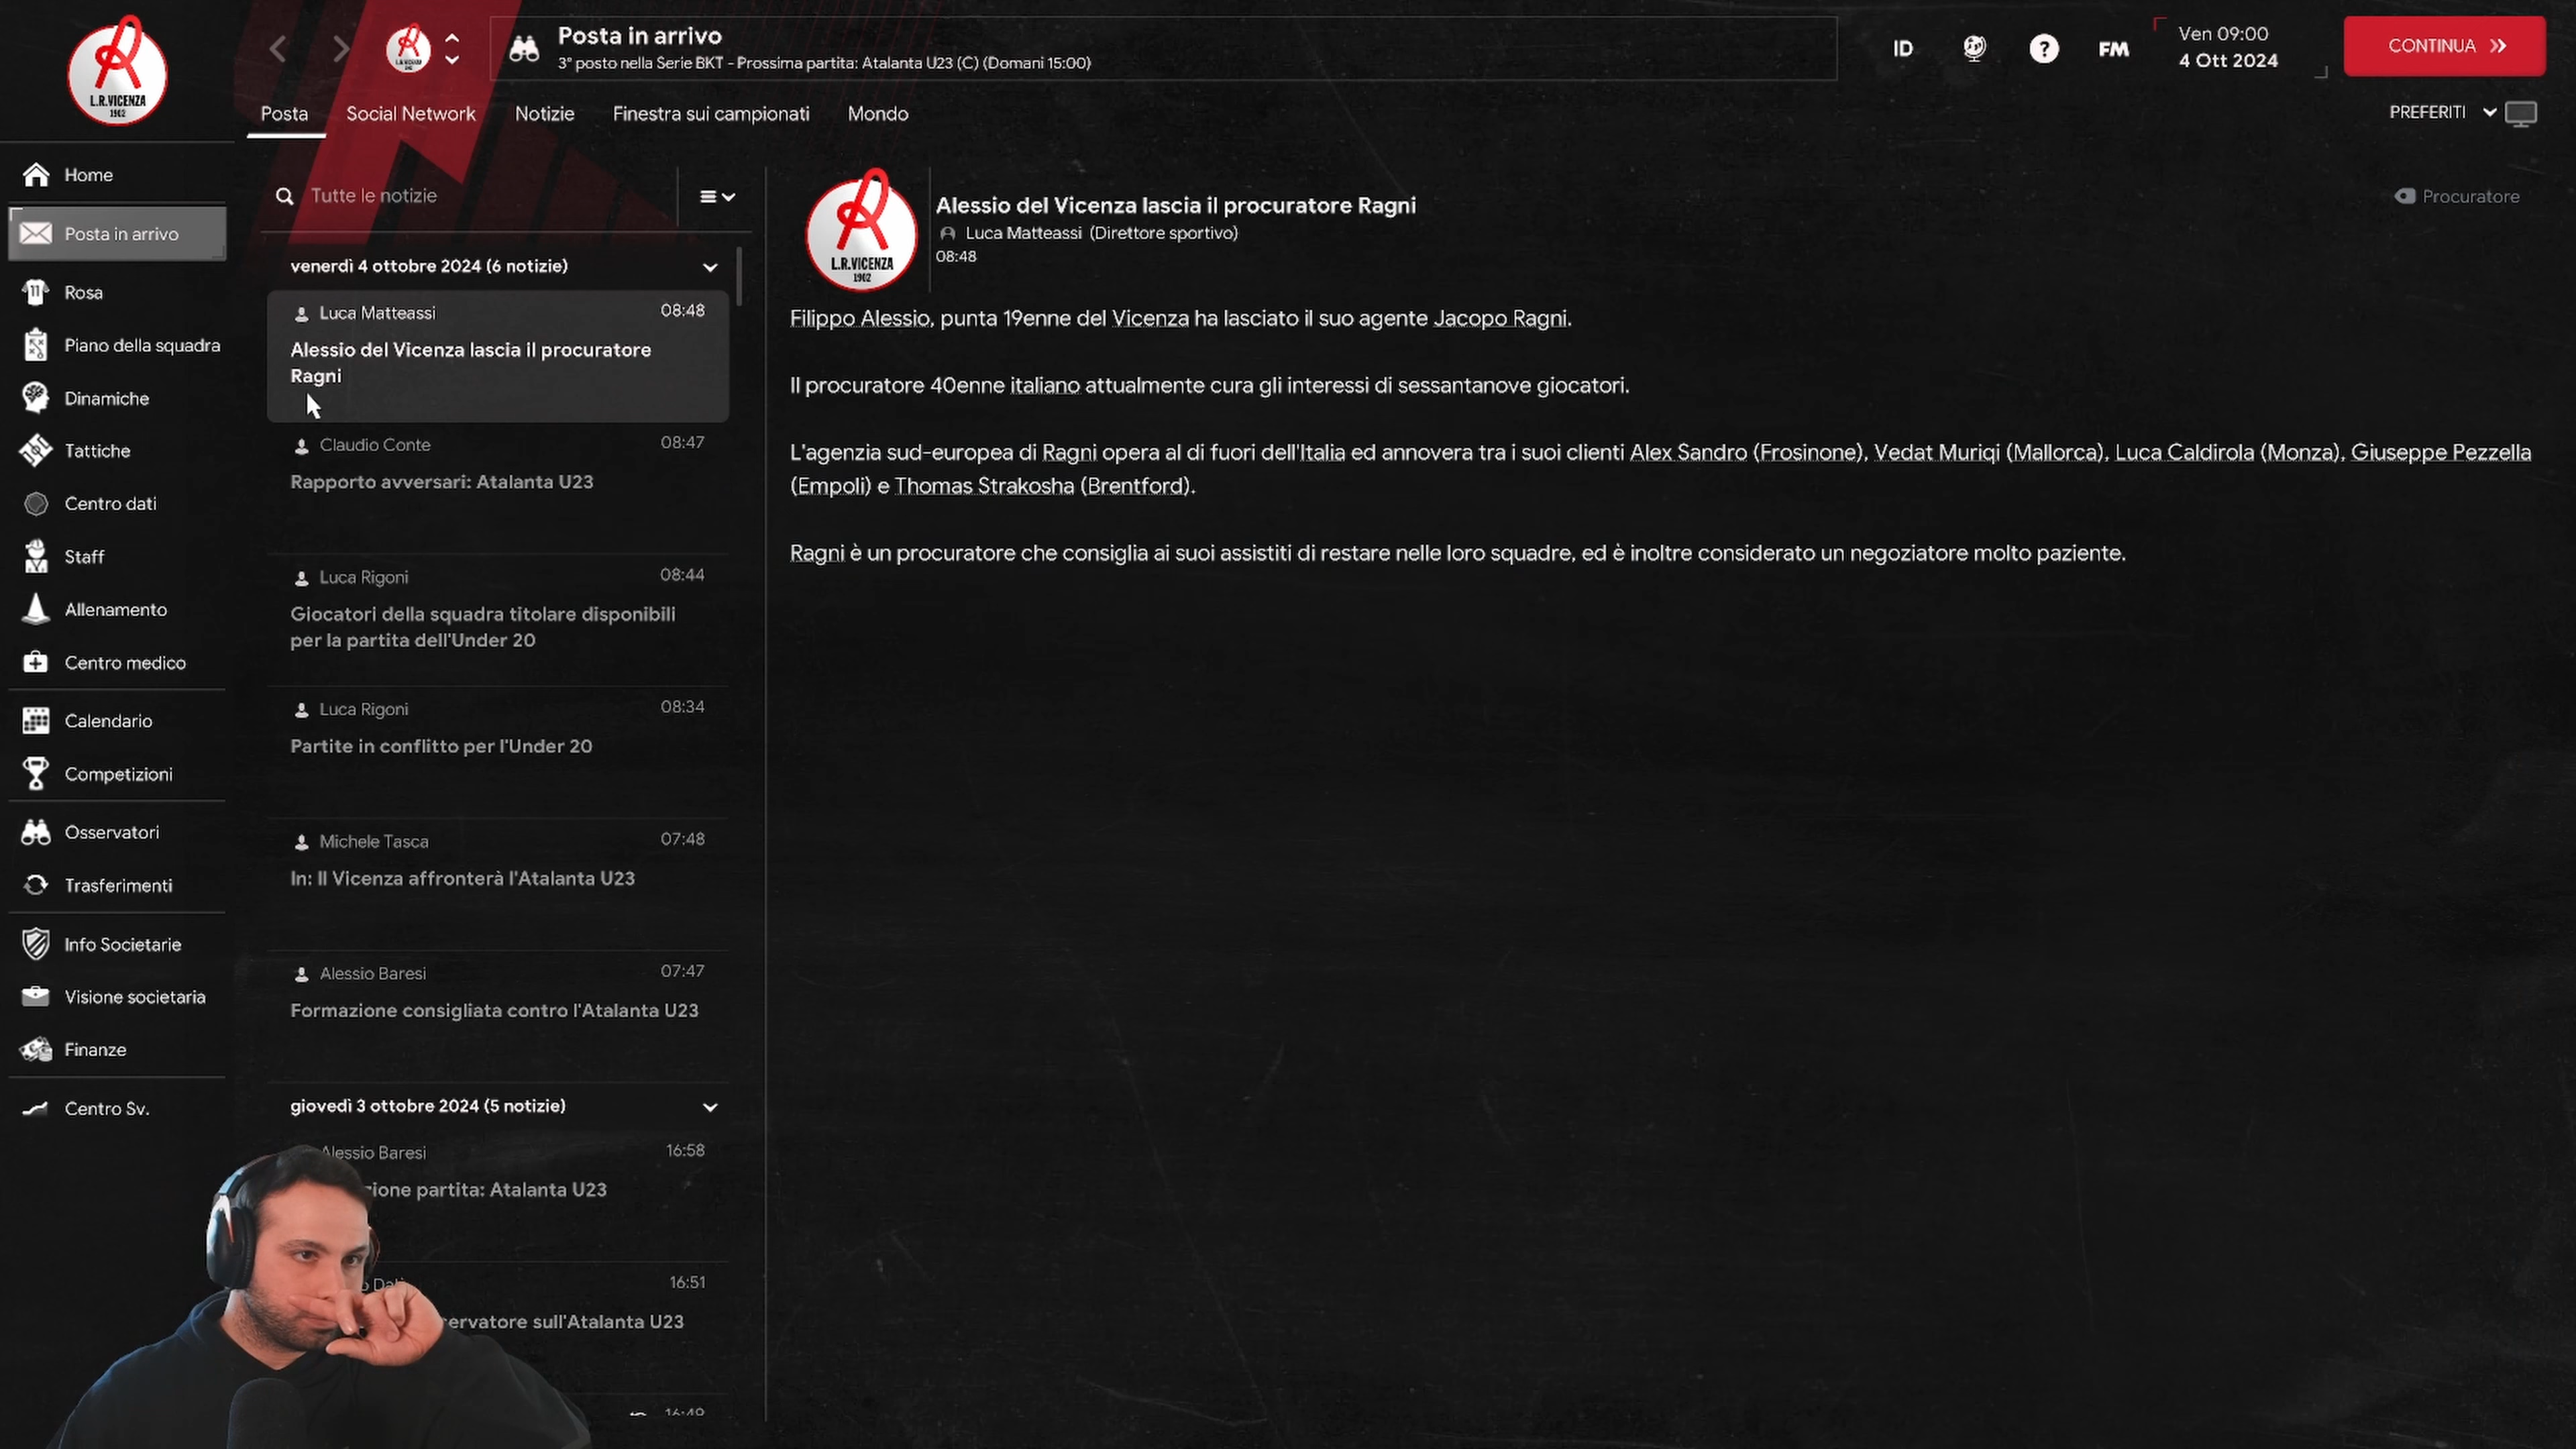 L.R.VICENZA
1902
Posta in arrivo
3° posto nella Serie BKT - Prossima partita: Atalanta U23 (C) (Domani 15:00)
ID
?
FM
Ven 09:00
4 Ott 2024
CONTINUA
Posta
Social Network
Notizie
Finestra sui campionati
Mondo
PREFERITI
Home
Posta in arrivo
Rosa
Piano della squadra
Dinamiche
Tattiche
Centro dati
Staff
Allenamento
Centro medico
Calendario
Competizioni
Osservatori
Trasferimenti
Info Societarie
Visione societaria
Finanze
Centro Sv.
Tutte le notizie
venerdì 4 ottobre 2024 (6 notizie)
Luca Matteassi 08:48
Alessio del Vicenza lascia il procuratore
Ragni
Claudio Conte 08:47
Rapporto avversari: Atalanta U23
Luca Rigoni 08:44
Giocatori della squadra titolare disponibili
per la partita dell'Under 20
Luca Rigoni 08:34
Partite in conflitto per l'Under 20
Michele Tasca 07:48
In: Il Vicenza affronterà l'Atalanta U23
Alessio Baresi 07:47
Formazione consigliata contro l'Atalanta U23
giovedì 3 ottobre 2024 (5 notizie)
Alessio Baresi 16:58
partita: Atalanta U23
16:51
sull'Atalanta U23
L.R.VICENZA
1902
Alessio del Vicenza lascia il procuratore Ragni
Luca Matteassi (Direttore sportivo)
08:48
Procuratore
Filippo Alessio, punta 19enne del Vicenza ha lasciato il suo agente Jacopo Ragni.
Il procuratore 40enne italiano attualmente cura gli interessi di sessantanove giocatori.
L'agenzia sud-europea di Ragni opera al di fuori dell'Italia ed annovera tra i suoi clienti Alex Sandro (Frosinone), Vedat Muriqi (Mallorca), Luca Caldirola (Monza), Giuseppe Pezzella
(Empoli) e Thomas Strakosha (Brentford).
Ragni è un procuratore che consiglia ai suoi assistiti di restare nelle loro squadre, ed è inoltre considerato un negoziatore molto paziente.